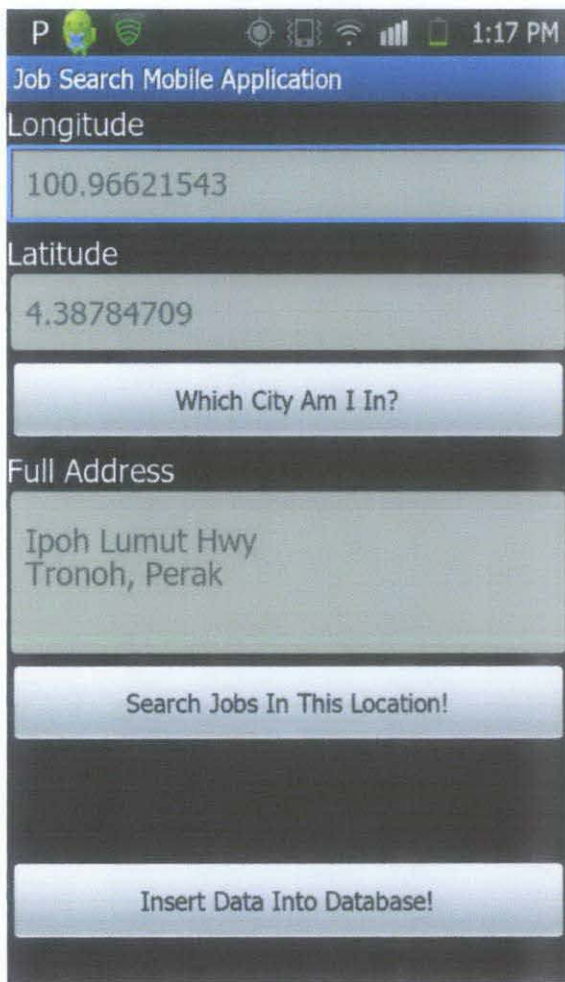 P 1:17 PM
Job Search Mobile Application
Longitude
100.96621543
Latitude
4.38784709
Which City Am I In?
Full Address
Ipoh Lumut Hwy
Tronoh, Perak
Search Jobs In This Location!
Insert Data Into Database!